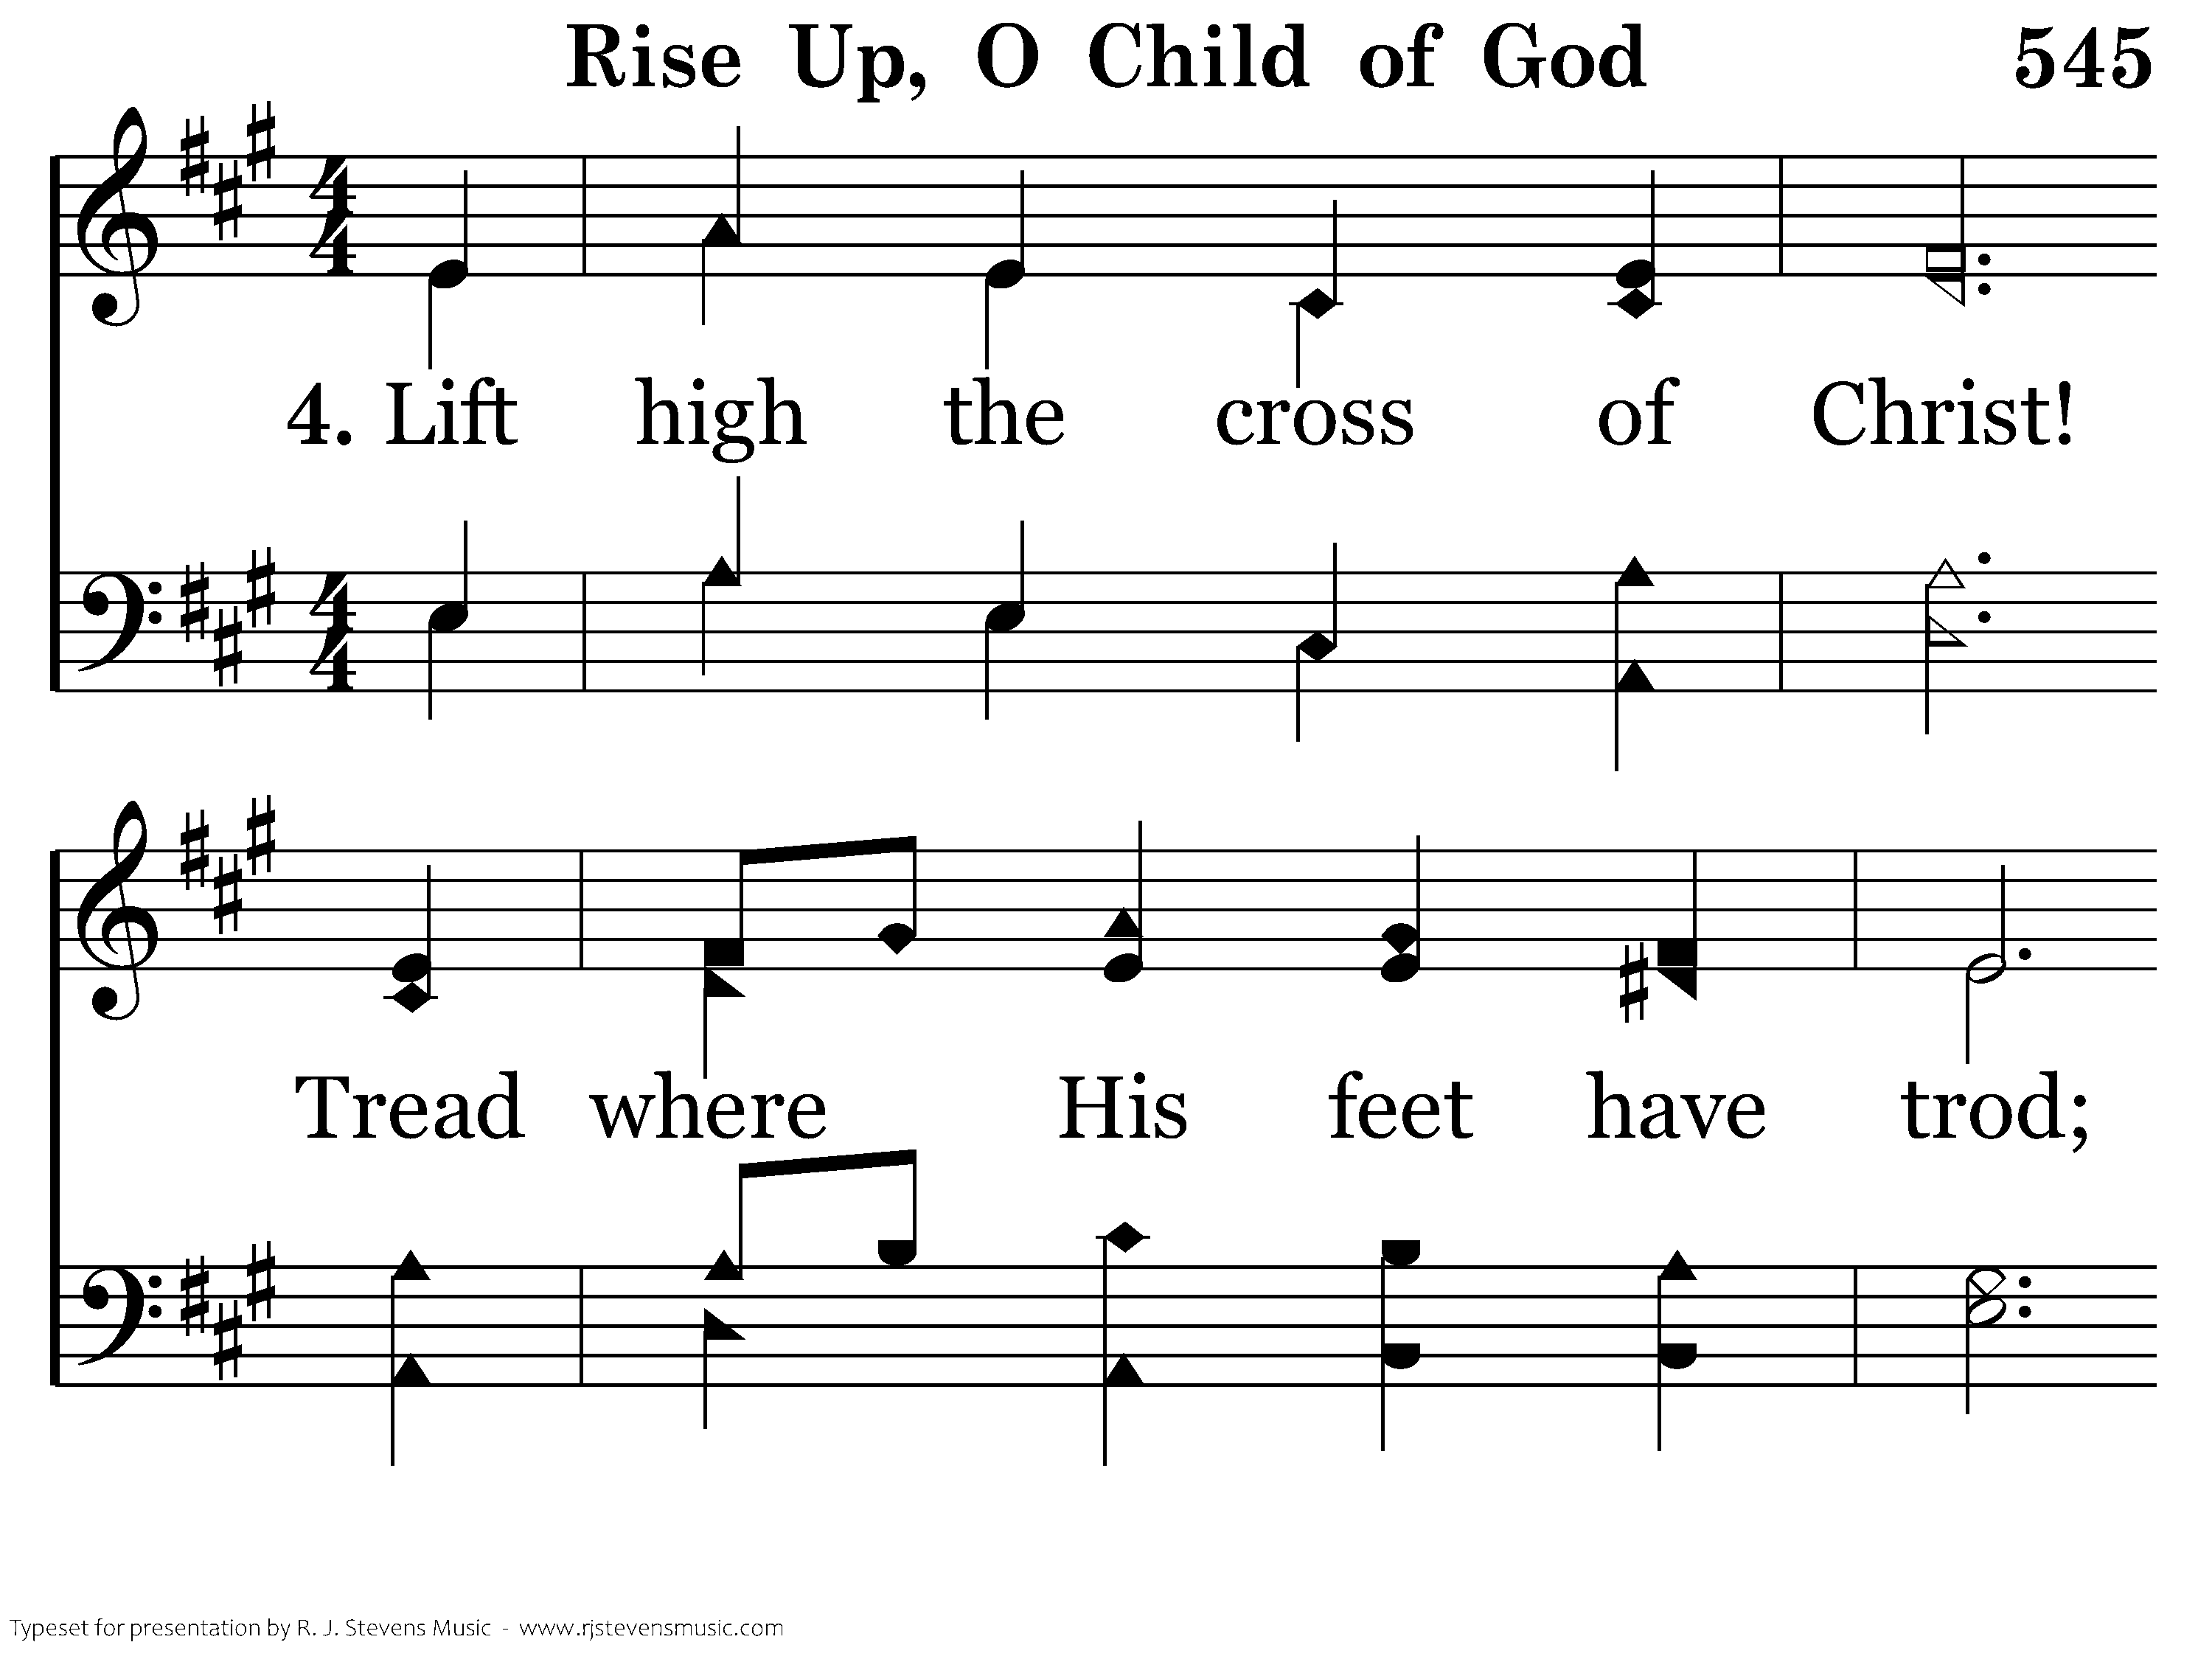 Rise Up, O Child of God 545
4. Lift high the cross of Christ!
Tread where His feet have trod;
Typeset for presentation by R. J. Stevens Music - www.rjstevensmusic.com